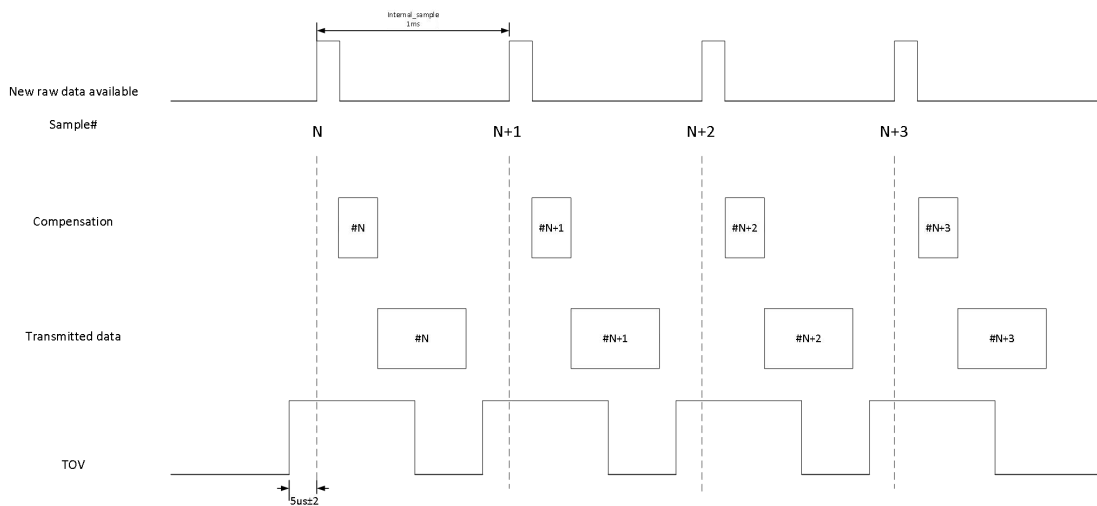 Internal_sample
1ms
New raw data available
Sample#
N
N+1
N+2
N+3
Compensation
#N
#N+1
#N+2
#N+3
Transmitted data
#N
#N+1
#N+2
#N+3
TOV
5us±2